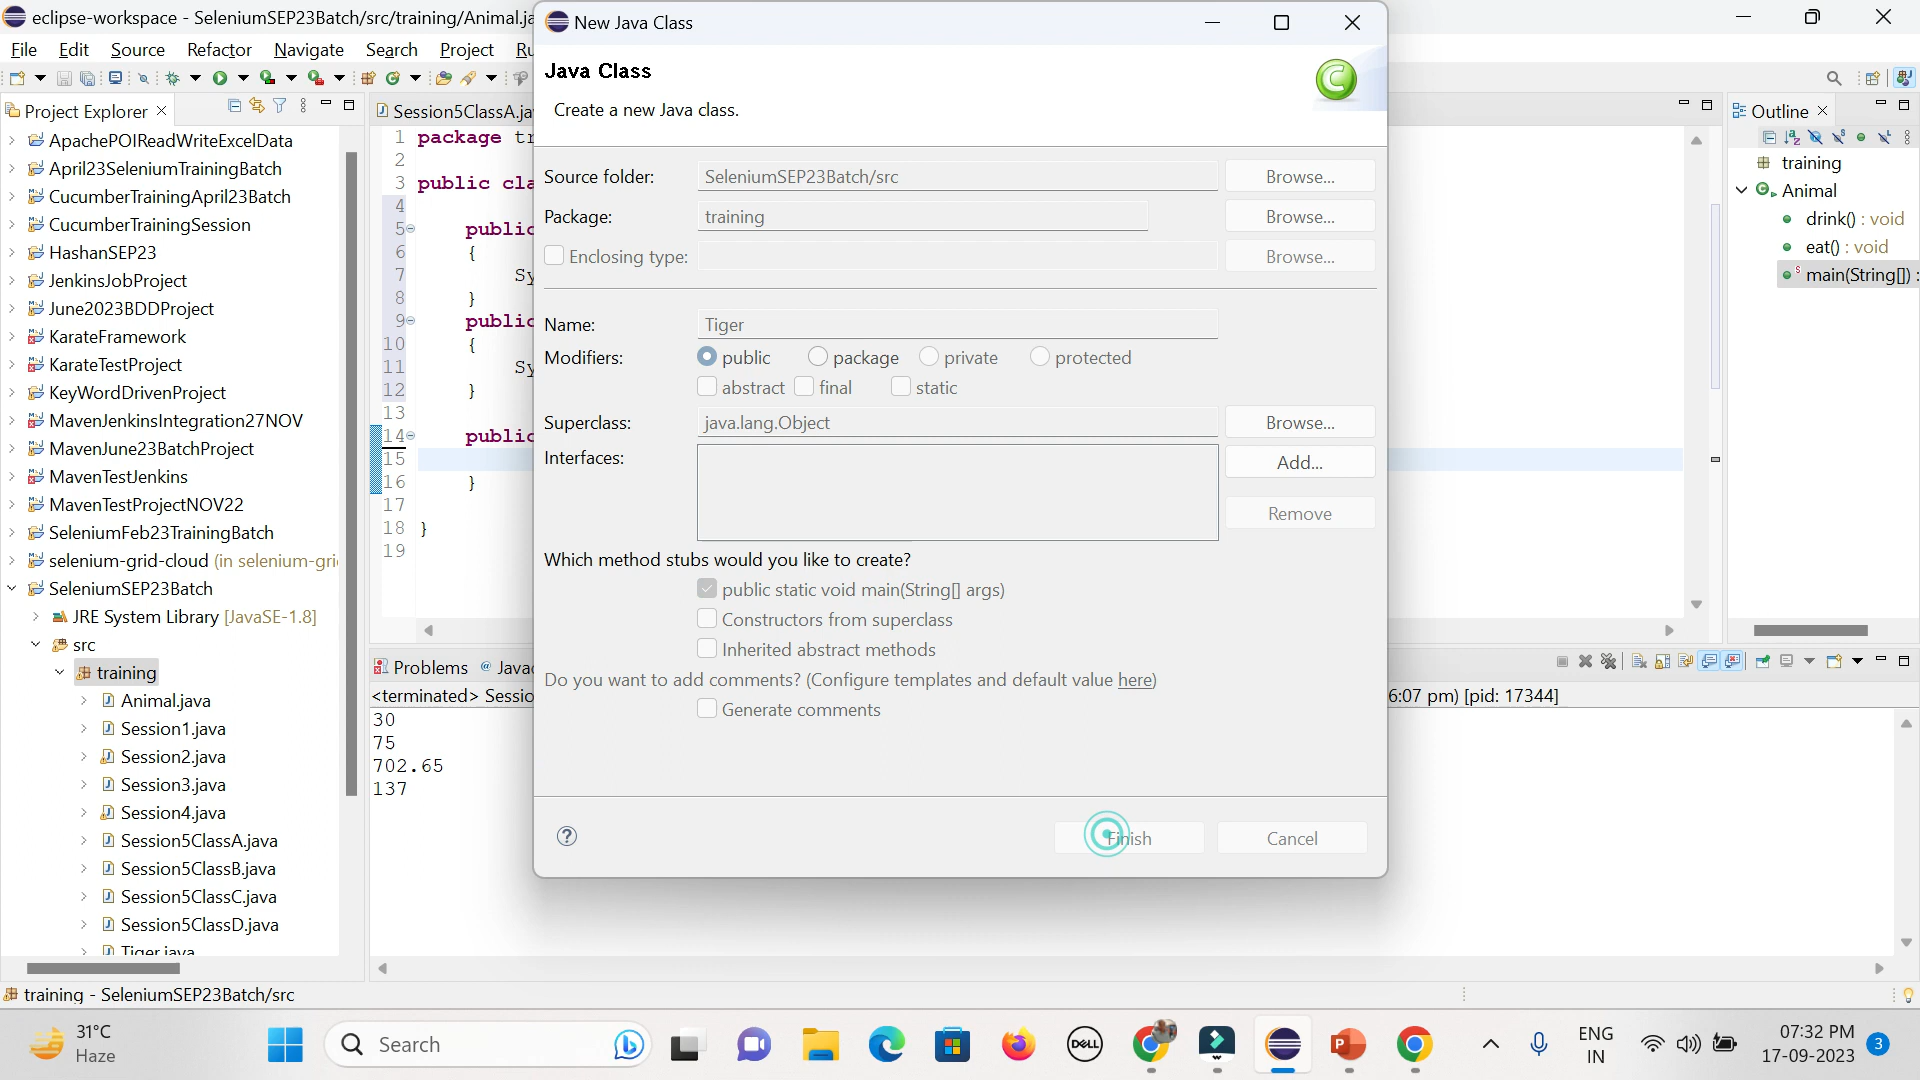 eclipse-workspace - SeleniumSEP23Batch/src/training/Animal.ja
File Edit Source Refactor Navigate Search Project Ru
Project Explorer
ApachePOIReadWriteExcelData
April23SeleniumTrainingBatch
CucumberTrainingApril23Batch
CucumberTrainingSession
HashanSEP23
JenkinsJobProject
June2023BDDProject
KarateFramework
KarateTestProject
KeyWordDrivenProject
MavenJenkinsIntegration27NOV
MavenJune23BatchProject
MavenTestJenkins
MavenTestProjectNOV22
SeleniumFeb23TrainingBatch
selenium-grid-cloud (in selenium-gri
SeleniumSEP23Batch
JRE System Library [JavaSE-1.8]
src
training
Animal.java
Session1.java
Session2.java
Session3.java
Session4.java
Session5ClassA.java
Session5ClassB.java
Session5ClassC.java
Session5ClassD.java
Tiger.java
Session5ClassA.ja
1 package tr
2
3 public cla
4
5 public
6 {
7 Sy
8 }
9 public
10 {
11 Sy
12 }
13
14 public
15
16 }
17
18 }
19
New Java Class
Java Class
Create a new Java class.
Source folder: SeleniumSEP23Batch/src Browse...
Package: training Browse...
Enclosing type: Browse...
Name: Tiger
Modifiers: public package private protected
abstract final static
Superclass: java.lang.Object Browse...
Interfaces: Add...
Remove
Which method stubs would you like to create?
public static void main(String[] args)
Constructors from superclass
Inherited abstract methods
Do you want to add comments? (Configure templates and default value here)
Generate comments
Finish Cancel
Outline
training
Animal
drink() : void
eat() : void
main(String[]) :
Problems Javad
<terminated> Sessio
6:07 pm) [pid: 17344]
30
75
702.65
137
training - SeleniumSEP23Batch/src
31°C
Haze
Search
DELL
ENG
IN
07:32 PM
17-09-2023
3